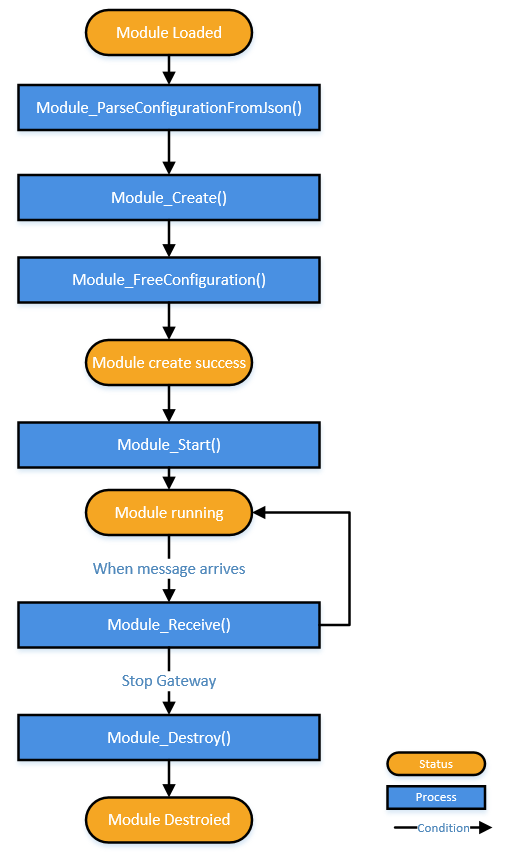 Module Loaded
Module_ParseConfigurationFromJson()
Module_Create()
Module_FreeConfiguration()
Module create success
Module_Start()
Module running
When message arrives
Module_Receive()
Stop Gateway
Module_Destroy()
Module Destroied
Status
Process
Condition